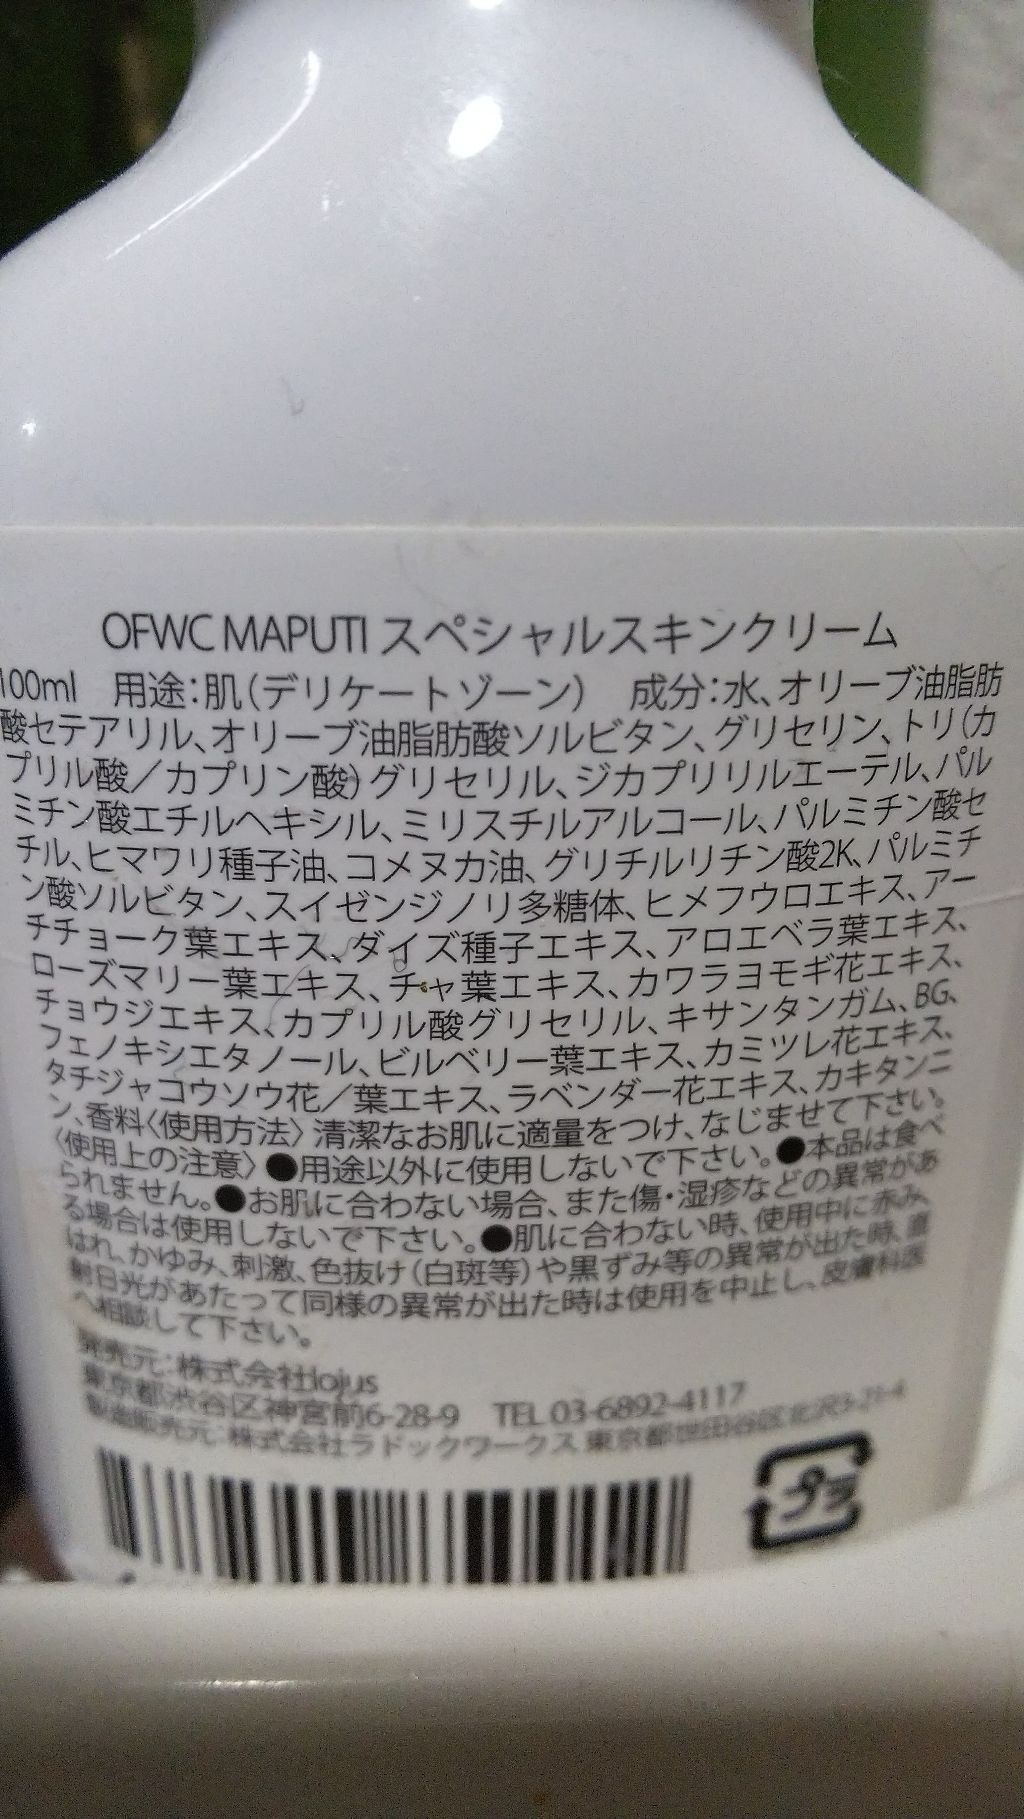 OFWC MAPUTI スペシャルスキンクリーム
100ml 用途：肌（デリケートゾーン） 成分：水、オリーブ油脂肪
酸セテアリル、オリーブ油脂肪酸ソルビタン、グリセリン、トリ（カ
プリル酸／カプリン酸）グリセリル、ジカプリリルエーテル、パル
ミチン酸エチルヘキシル、ミリスチルアルコール、パルミチン酸セ
チル、ヒマワリ種子油、コメヌカ油、グリチルリチン酸2K、パルミチ
ン酸ソルビタン、スイゼンジノリ多糖体、ヒメフウロエキス、アー
チチョーク葉エキス、ダイズ種子エキス、アロエベラ葉エキス、
ローズマリー葉エキス、チャ葉エキス、カワラヨモギ花エキス、
チョウジエキス、カプリル酸グリセリル、キサンタンガム、BG、
フェノキシエタノール、ビルベリー葉エキス、カミツレ花エキス、
タチジャコウソウ花／葉エキス、ラベンダー花エキス、カキタンニ
ン、香料〈使用方法〉清潔なお肌に適量をつけ、なじませて下さい。
〈使用上の注意〉●用途以外に使用しないで下さい。●本品は食べ
られません。●お肌に合わない場合、また傷・湿疹などの異常があ
る場合は使用しないで下さい。●肌に合わない時、使用中に赤み、
はれ、かゆみ、刺激、色抜け（白斑等）や黒ずみ等の異常が出た時、直
射日光があたって同様の異常が出た時は使用を中止し、皮膚科医
へ相談して下さい。
発売元：株式会社lojus
東京都渋谷区神宮前6-28-9 TEL 03-6892-4117
製造販売元：株式会社ラドックワークス 東京都世田谷区北沢
プラ